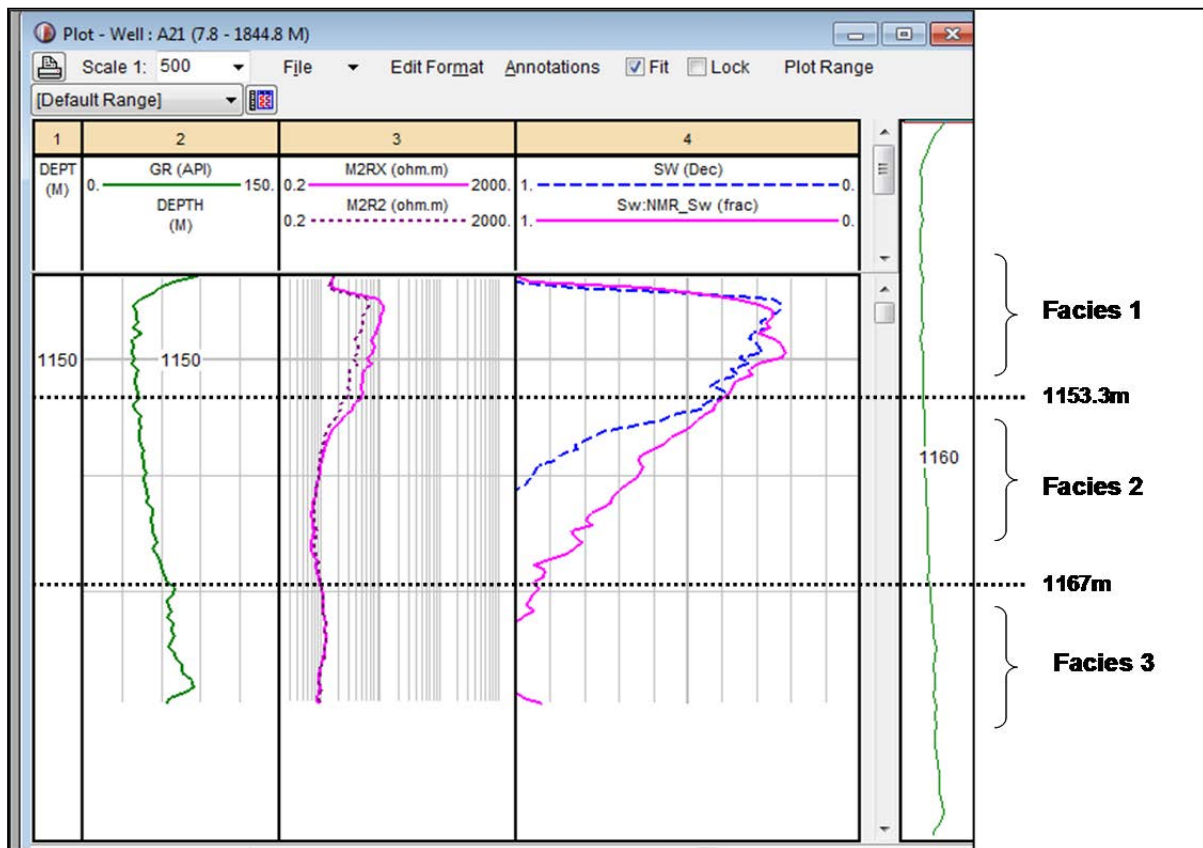 Plot - Well : A21 (7.8 - 1844.8 M)
Scale 1: 500 File Edit Format Annotations Fit Lock Plot Range
[Default Range]
1 2 3 4
DEPT
(M)
GR (API)
0. 150.
DEPTH
(M)
M2RX (ohm.m)
0.2 2000.
M2R2 (ohm.m)
0.2 2000.
SW (Dec)
1. 0.
Sw:NMR_Sw (frac)
1. 0.
1150 1150
1160
Facies 1
1153.3m
Facies 2
1167m
Facies 3